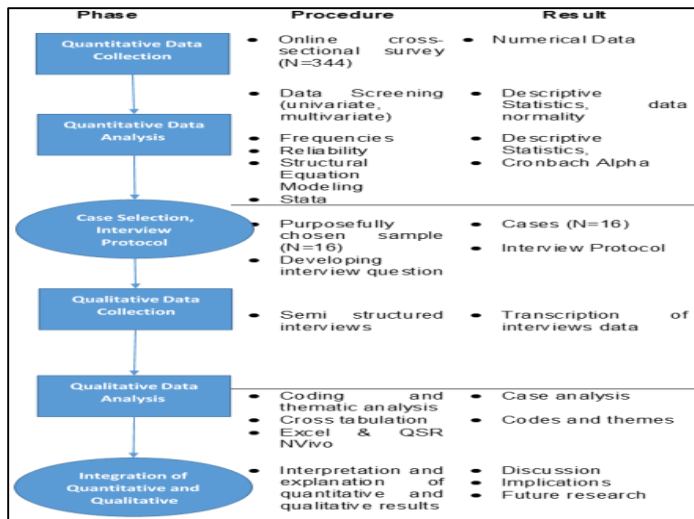 Phase Procedure Result
Quantitative Data
Collection
• Online cross-
sectional survey
(N=344)
• Numerical Data
Quantitative Data
Analysis
• Data Screening
(univariate,
multivariate)
• Frequencies
• Reliability
• Structural
Equation
Modeling
• Stata
• Descriptive
Statistics, data
normality
• Descriptive
Statistics,
• Cronbach Alpha
Case Selection,
Interview
Protocol
• Purposefully
chosen sample
(N=16)
• Developing
interview question
• Cases (N=16)
• Interview Protocol
Qualitative Data
Collection
• Semi structured
interviews
• Transcription of
interviews data
Qualitative Data
Analysis
• Coding and
thematic analysis
• Cross tabulation
• Excel & QSR
NVivo
• Case analysis
• Codes and themes
Integration of
Quantitative and
Qualitative
• Interpretation and
explanation of
quantitative and
qualitative results
• Discussion
• Implications
• Future research